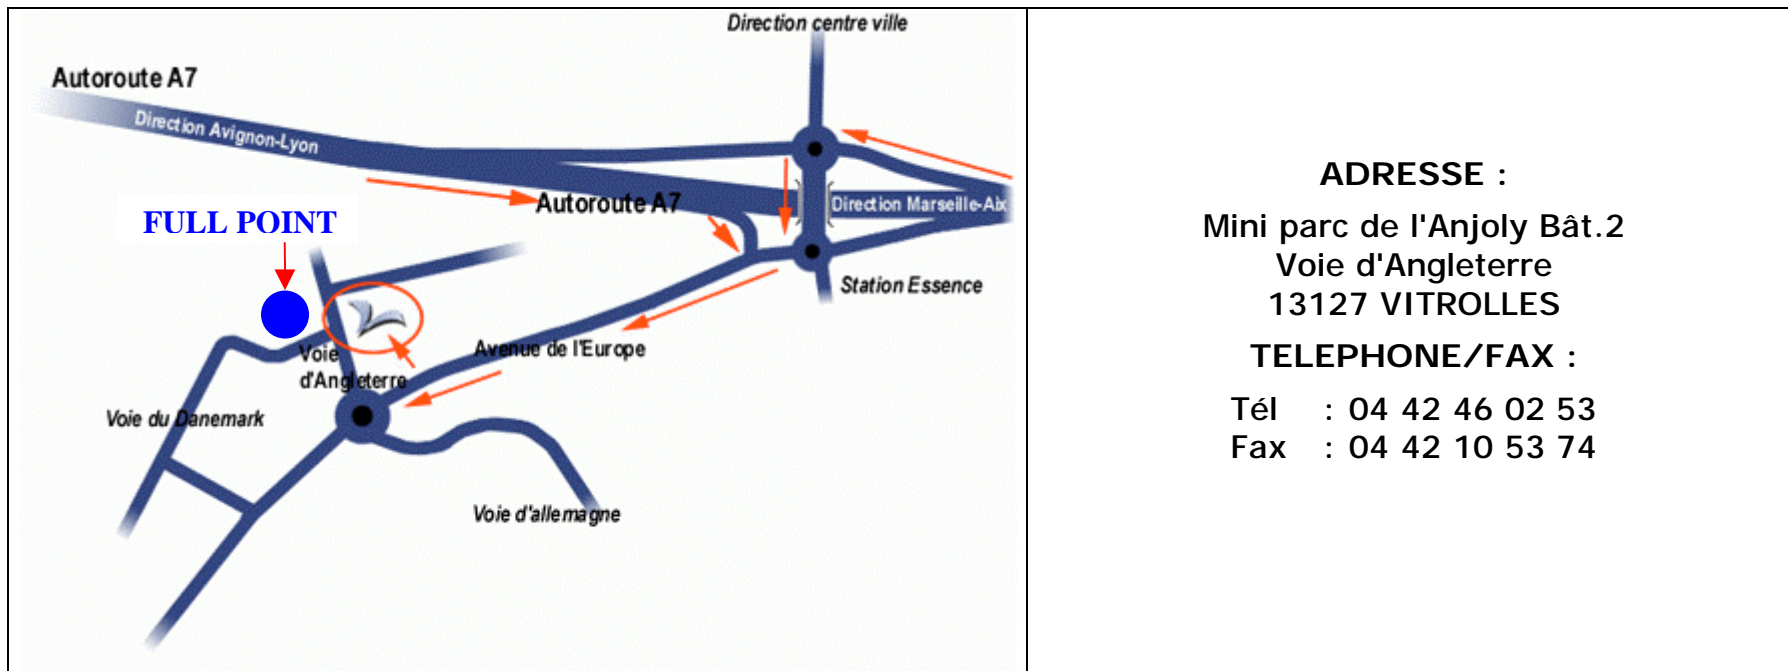 Direction centre ville
Autoroute A7
Direction Avignon-Lyon
Autoroute A7
Direction Marseille-Aix
FULL POINT
Station Essence
Avenue de l'Europe
Voie
d'Angleterre
Voie du Danemark
Voie d'allemagne
ADRESSE :
Mini parc de l'Anjoly Bât.2
Voie d'Angleterre
13127 VITROLLES
TELEPHONE/FAX :
Tél : 04 42 46 02 53
Fax : 04 42 10 53 74